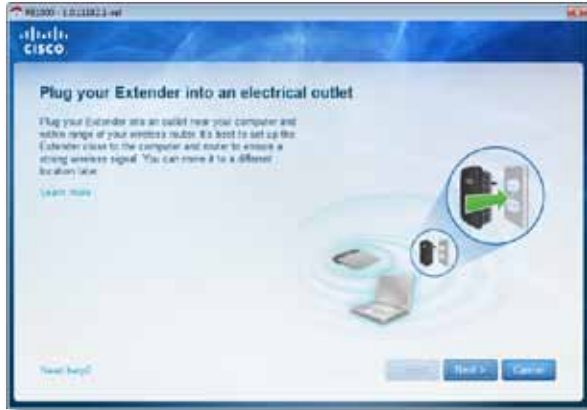 CISCO
Plug your Extender into an electrical outlet
Plug your Extender into an outlet near your computer and
within range of your wireless router. It's best to set up the
Extender close to the computer and router to ensure a
strong wireless signal. You can move it to a different
location later.
Learn more
Need help?
Next >
Cancel